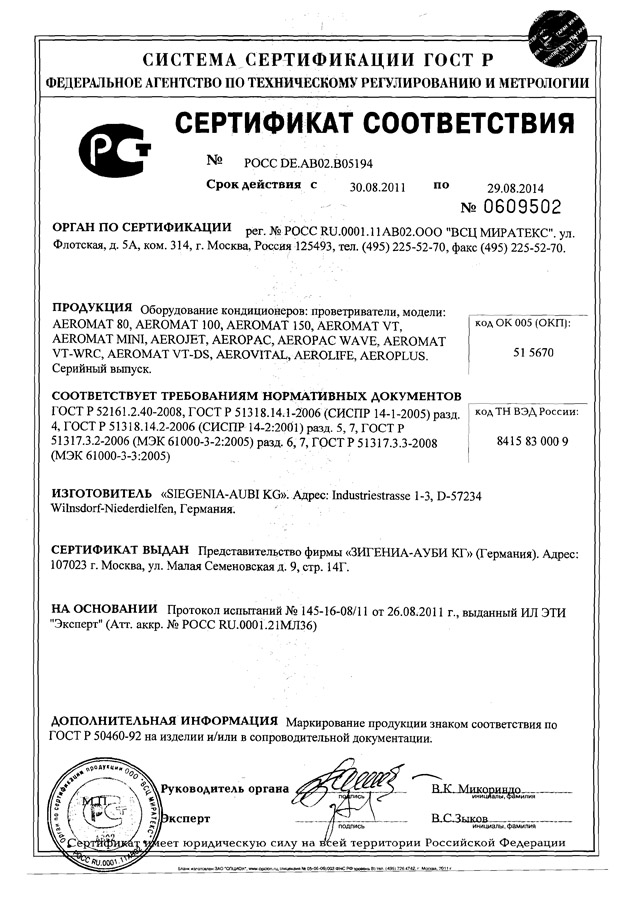 СИСТЕМА СЕРТИФИКАЦИИ ГОСТ Р
ФЕДЕРАЛЬНОЕ АГЕНТСТВО ПО ТЕХНИЧЕСКОМУ РЕГУЛИРОВАНИЮ И МЕТРОЛОГИИ
СЕРТИФИКАТ СООТВЕТСТВИЯ
№ РОСС DE.АВ02.В05194
Срок действия с 30.08.2011 по 29.08.2014
№ 0609502
ОРГАН ПО СЕРТИФИКАЦИИ рег. № РОСС RU.0001.11АВ02.ООО "ВСЦ МИРАТЕКС". ул.
Флотская, д. 5А, ком. 314, г. Москва, Россия 125493, тел. (495) 225-52-70, факс (495) 225-52-70.
ПРОДУКЦИЯ Оборудование кондиционеров: проветриватели, модели:
AEROMAT 80, AEROMAT 100, AEROMAT 150, AEROMAT VT,
AEROMAT MINI, AEROJET, AEROPAC, AEROPAC WAVE, AEROMAT
VT-WRC, AEROMAT VT-DS, AEROVITAL, AEROLIFE, AEROPLUS.
Серийный выпуск.
код ОК 005 (ОКП):
51 5670
СООТВЕТСТВУЕТ ТРЕБОВАНИЯМ НОРМАТИВНЫХ ДОКУМЕНТОВ
ГОСТ Р 52161.2.40-2008, ГОСТ Р 51318.14.1-2006 (СИСПР 14-1-2005) разд.
4, ГОСТ Р 51318.14.2-2006 (СИСПР 14-2:2001) разд. 5, 7, ГОСТ Р
51317.3.2-2006 (МЭК 61000-3-2:2005) разд. 6, 7, ГОСТ Р 51317.3.3-2008
(МЭК 61000-3-3:2005)
код ТН ВЭД России:
8415 83 000 9
ИЗГОТОВИТЕЛЬ «SIEGENIA-AUBI KG». Адрес: Industriestrasse 1-3, D-57234
Wilnsdorf-Niederdielfen, Германия.
СЕРТИФИКАТ ВЫДАН Представительство фирмы «ЗИГЕНИА-АУБИ КГ» (Германия). Адрес:
107023 г. Москва, ул. Малая Семеновская д. 9, стр. 14Г.
НА ОСНОВАНИИ Протокол испытаний № 145-16-08/11 от 26.08.2011 г., выданный ИЛ ЭТИ
"Эксперт" (Атт. аккр. № РОСС RU.0001.21МЛ36)
ДОПОЛНИТЕЛЬНАЯ ИНФОРМАЦИЯ Маркирование продукции знаком соответствия по
ГОСТ Р 50460-92 на изделии и/или в сопроводительной документации.
Руководитель органа
подпись
В.К. Микориндо
инициалы, фамилия
Эксперт
подпись
В.С.Зыков
инициалы, фамилия
М.П.
Сертификат имеет юридическую силу на всей территории Российской Федерации